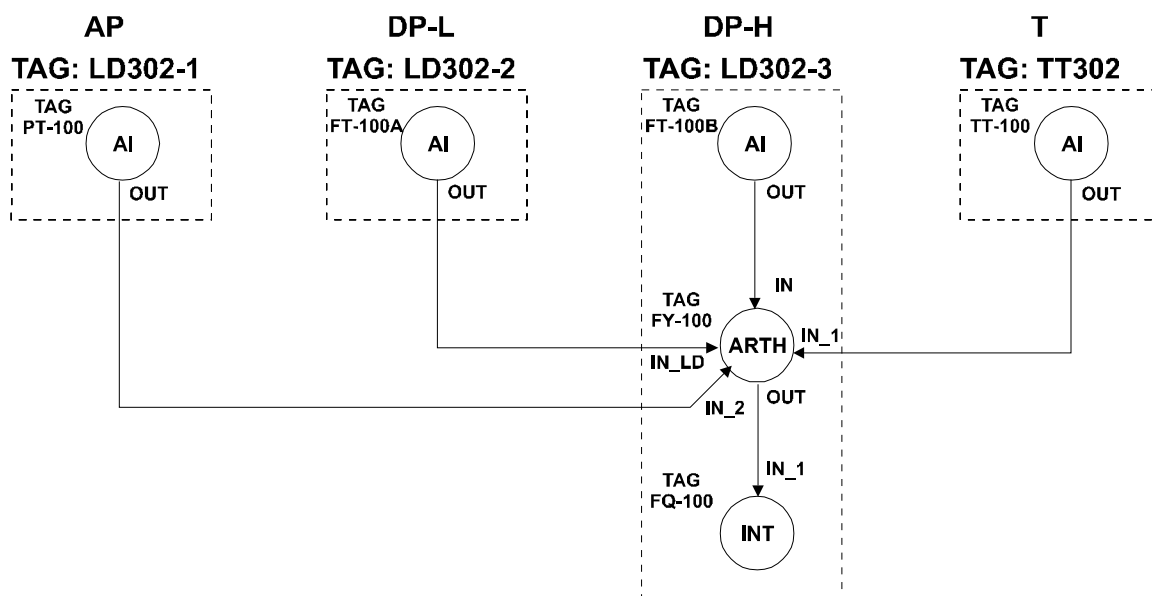 AP
DP-L
DP-H
T
TAG: LD302-1
TAG: LD302-2
TAG: LD302-3
TAG: TT302
TAG
PT-100
AI
OUT
TAG
FT-100A
AI
OUT
TAG
FT-100B
AI
OUT
TAG
TT-100
AI
OUT
IN
TAG
FY-100
ARTH
IN_1
IN_LD
IN_2
OUT
IN_1
TAG
FQ-100
INT